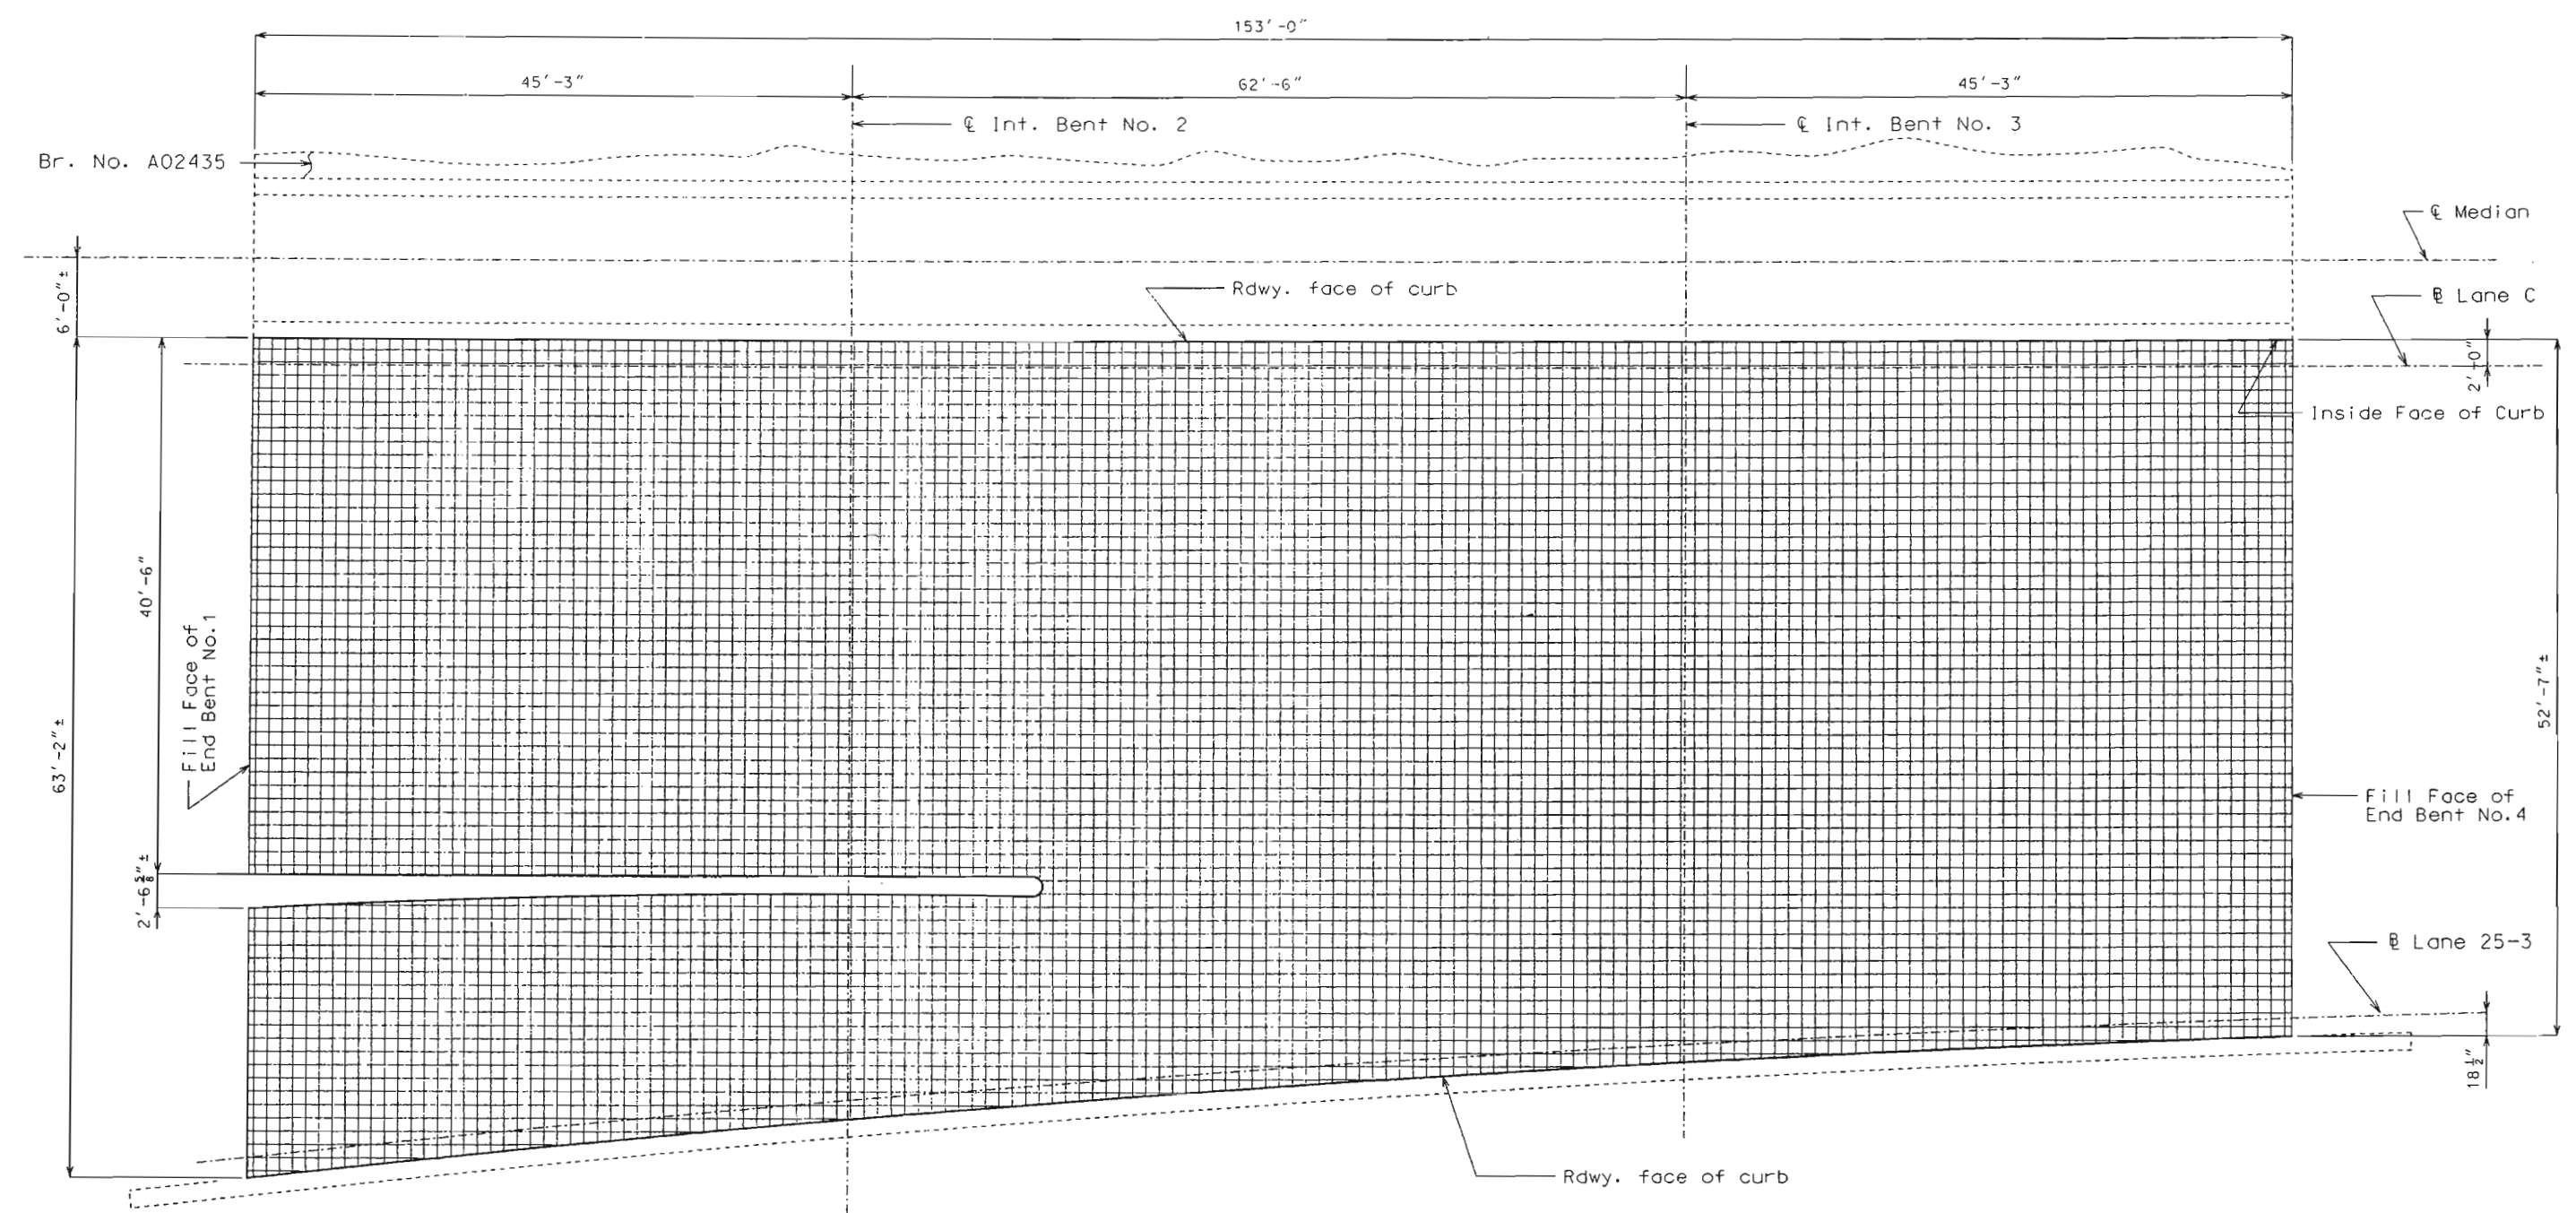 153'-0"
45'-3"
62'-6"
45'-3"
℄ Int. Bent No. 2
℄ Int. Bent No. 3
Br. No. A02435
℄ Median
6'-0"±
Rdwy. face of curb
℄ Lane C
2'-0"
Inside Face of Curb
40'-6"
Fill Face of
End Bent No.1
63'-2"±
52'-7"±
Fill Face of
End Bent No.4
2'-6⅝"±
℄ Lane 25-3
18½"
Rdwy. face of curb